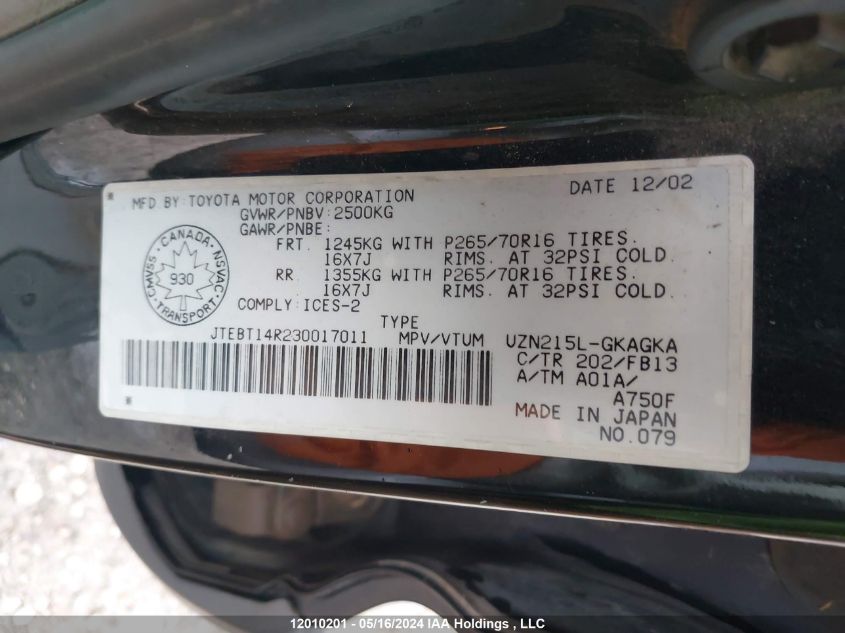 MFD BY: TOYOTA MOTOR CORPORATION DATE 12/02
GVWR/PNBV: 2500KG
GAWR/PNBE:
FRT. 1245KG WITH P265/70R16 TIRES.
16X7J RIMS. AT 32PSI COLD.
RR. 1355KG WITH P265/70R16 TIRES.
16X7J RIMS. AT 32PSI COLD.
COMPLY: ICES-2
CANADA
CMVSS 930 NSVAC
TRANSPORT
TYPE
JTEBT14R230017011 MPV/VTUM UZN215L-GKAGKA
C/TR 202/FB13
A/TM A01A/
A750F
MADE IN JAPAN
NO.079
12010201 - 05/16/2024 IAA Holdings , LLC